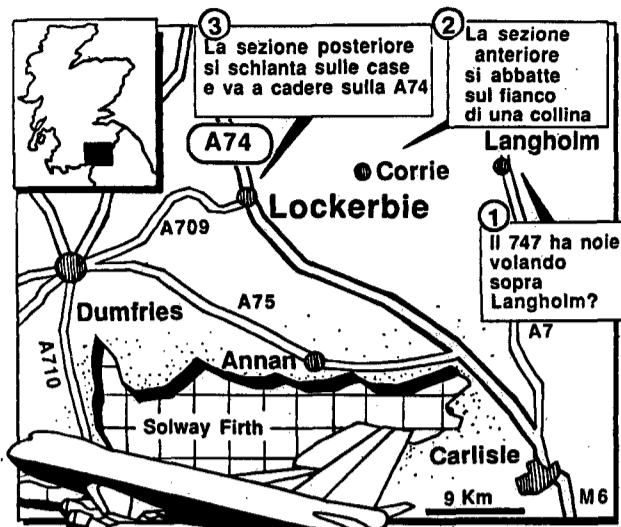 3
La sezione posteriore
si schianta sulle case
e va a cadere sulla A74
2
La sezione
anteriore
si abbatte
sul fianco
di una collina
A74
Corrie
Langholm
Lockerbie
A709
1
Il 747 ha noie
volando
sopra
Langholm?
A75
Dumfries
A7
A710
Annan
Solway Firth
Carlisle
9 Km
M6